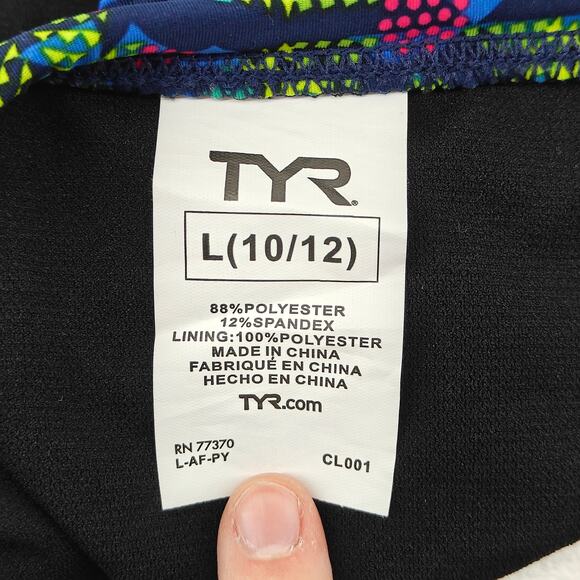 TYR®
L(10/12)
88%POLYESTER
12%SPANDEX
LINING:100%POLYESTER
MADE IN CHINA
FABRIQUÉ EN CHINA
HECHO EN CHINA
TYR.com
RN 77370
L-AF-PY
CL001